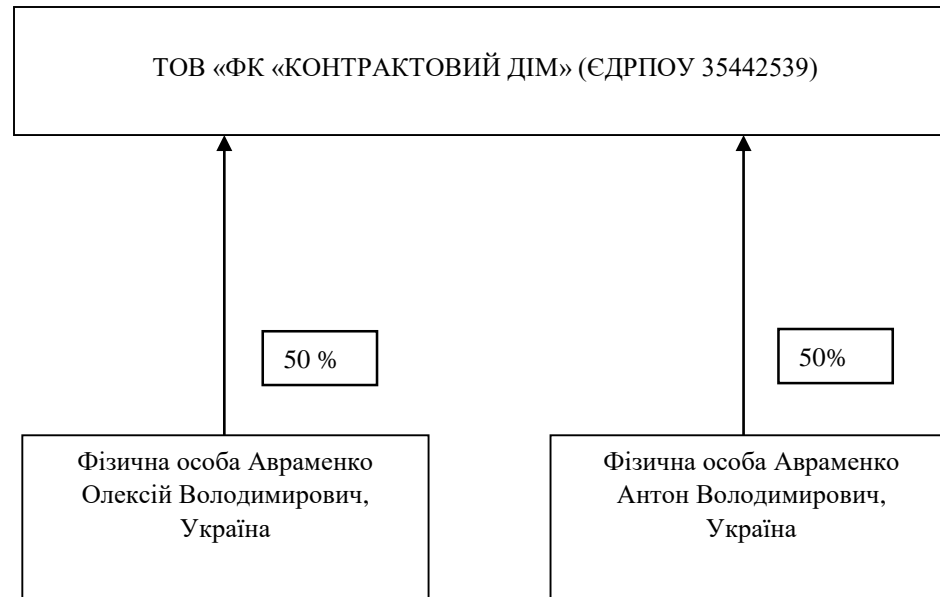 ТОВ «ФК «КОНТРАКТОВИЙ ДІМ» (ЄДРПОУ 35442539)
50 %
50%
Фізична особа Авраменко
Олексій Володимирович,
Україна
Фізична особа Авраменко
Антон Володимирович,
Україна